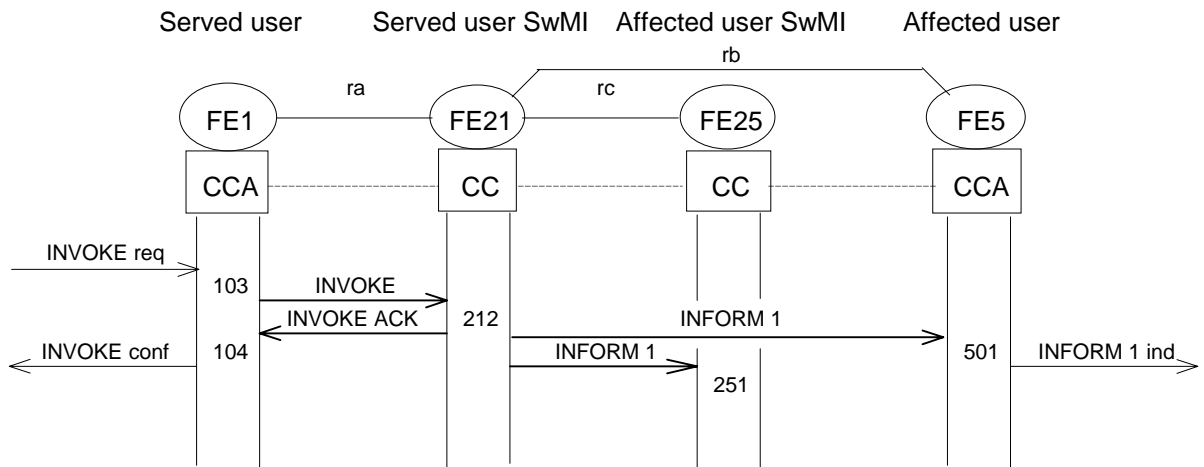 Served user Served user SwMI Affected user SwMI Affected user
rb
ra rc
FE1 FE21 FE25 FE5
CCA CC CC CCA
INVOKE req
103 INVOKE
INVOKE ACK 212 INFORM 1
INVOKE conf 104 INFORM 1 501 INFORM 1 ind
251